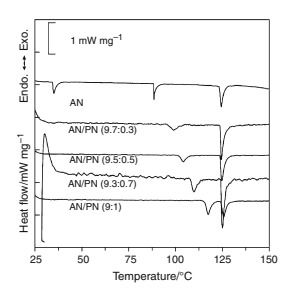 1 mW mg⁻¹
Endo. ↔ Exo.
AN
AN/PN (9.7:0.3)
AN/PN (9.5:0.5)
AN/PN (9.3:0.7)
AN/PN (9:1)
Heat flow/mW mg⁻¹
25 50 75 100 125 150
Temperature/°C